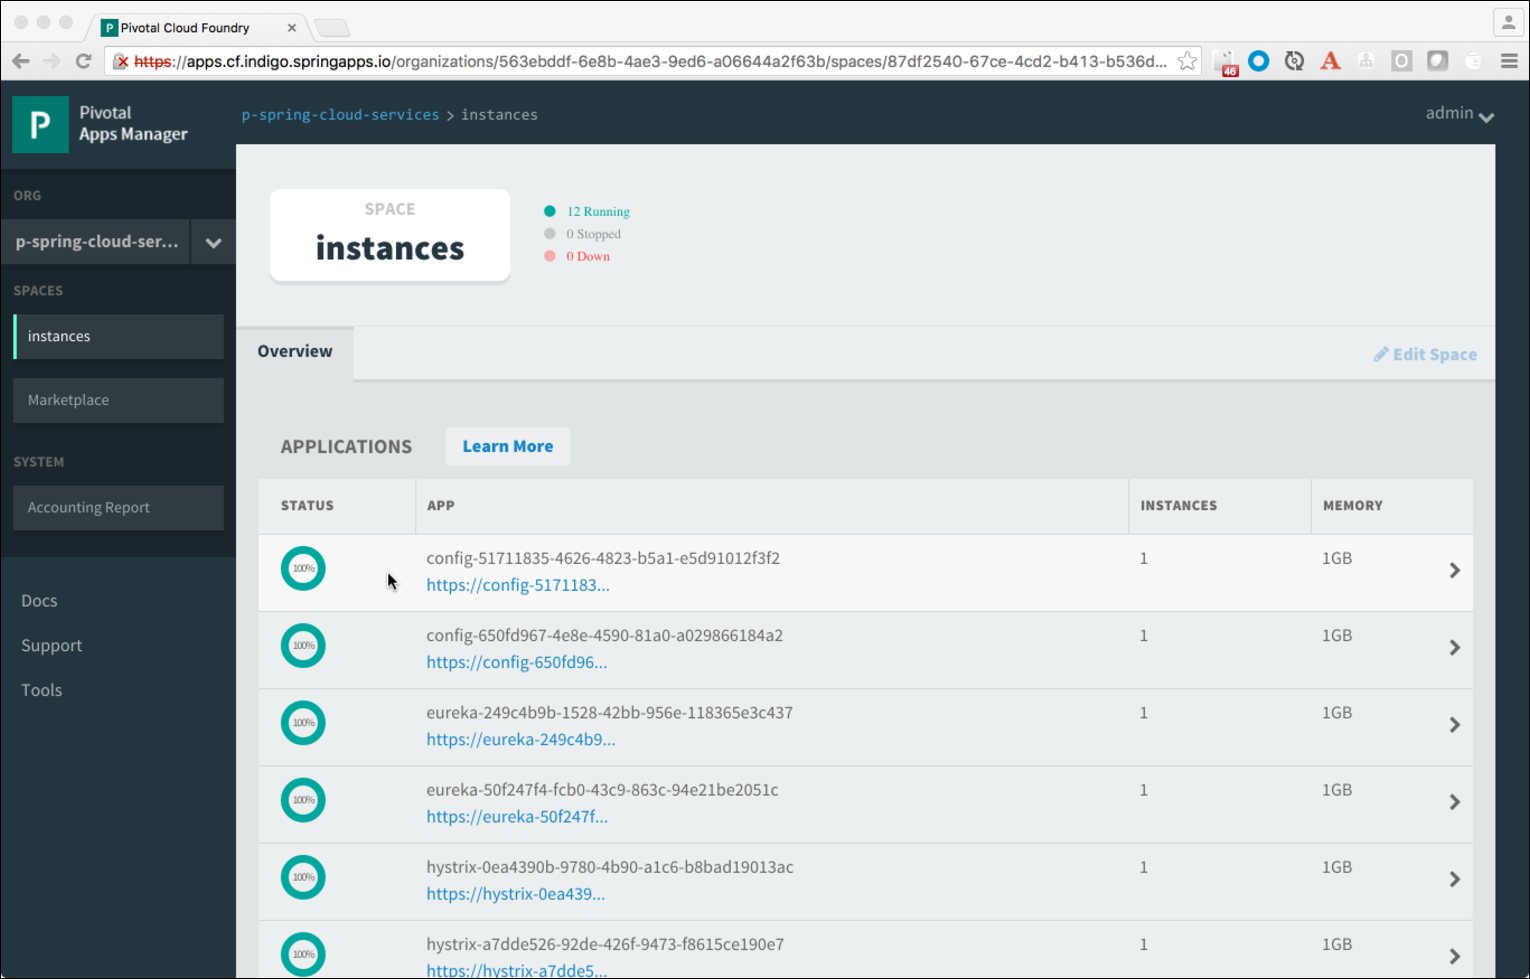 Pivotal Cloud Foundry
https://apps.cf.indigo.springapps.io/organizations/563ebddf-6e8b-4ae3-9ed6-a06644a2f63b/spaces/87df2540-67ce-4cd2-b413-b536d...
46
P
Pivotal
Apps Manager
p-spring-cloud-services > instances
admin
ORG
p-spring-cloud-ser...
SPACES
instances
Marketplace
SYSTEM
Accounting Report
Docs
Support
Tools
SPACE
instances
12 Running
0 Stopped
0 Down
Overview
Edit Space
APPLICATIONS
Learn More
STATUS APP INSTANCES MEMORY
100% config-51711835-4626-4823-b5a1-e5d91012f3f2 1 1GB
https://config-5171183...
100% config-650fd967-4e8e-4590-81a0-a029866184a2 1 1GB
https://config-650fd96...
100% eureka-249c4b9b-1528-42bb-956e-118365e3c437 1 1GB
https://eureka-249c4b9...
100% eureka-50f247f4-fcb0-43c9-863c-94e21be2051c 1 1GB
https://eureka-50f247f...
100% hystrix-0ea4390b-9780-4b90-a1c6-b8bad19013ac 1 1GB
https://hystrix-0ea439...
100% hystrix-a7dde526-92de-426f-9473-f8615ce190e7 1 1GB
https://hystrix-a7dde5...